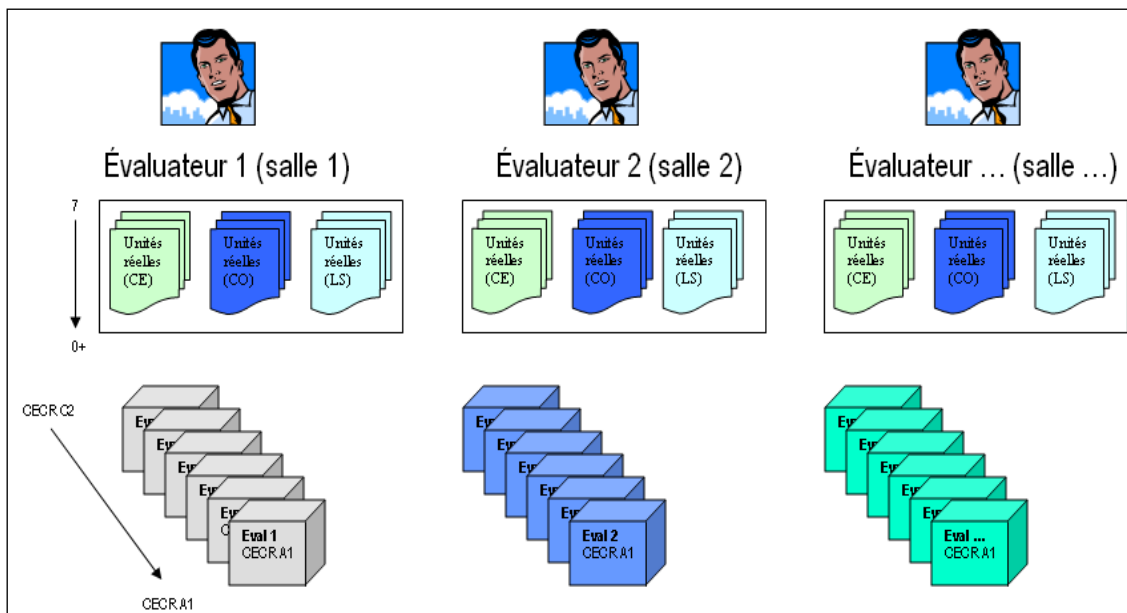 Évaluateur 1 (salle 1)
Évaluateur 2 (salle 2)
Évaluateur ... (salle ...)
7
0+
Unités
réelles
(CE)
Unités
réelles
(CO)
Unités
réelles
(LS)
Unités
réelles
(CE)
Unités
réelles
(CO)
Unités
réelles
(LS)
Unités
réelles
(CE)
Unités
réelles
(CO)
Unités
réelles
(LS)
CECR C2
CECR A1
Eval 1
CECR A1
Eval 2
CECR A1
Eval ...
CECR A1